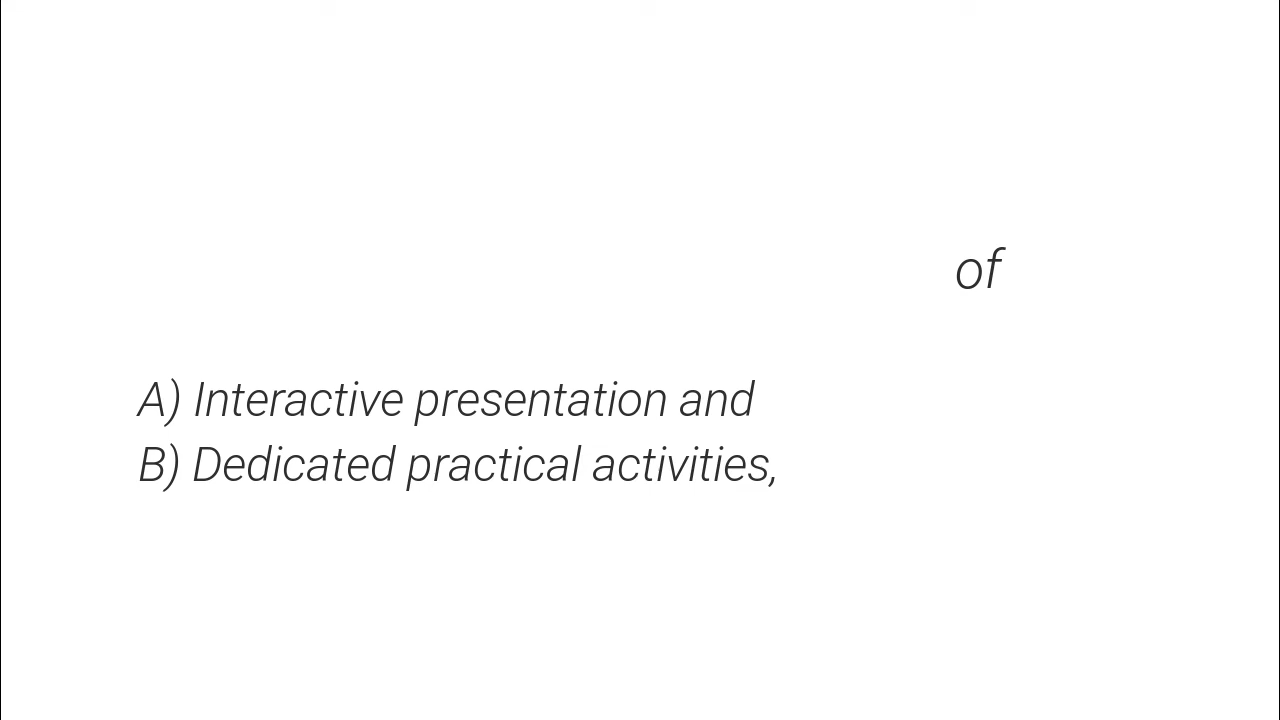 of
A) Interactive presentation and
B) Dedicated practical activities,